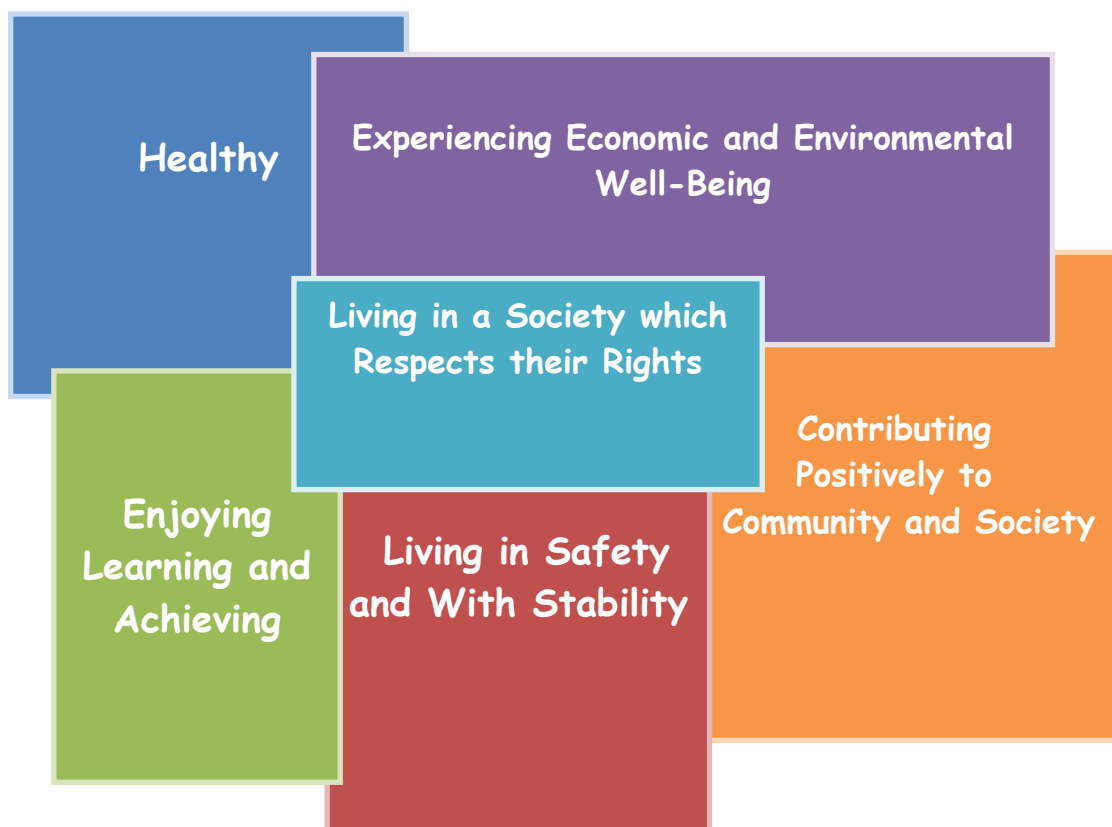 Healthy
Experiencing Economic and Environmental
Well-Being
Living in a Society which
Respects their Rights
Contributing
Positively to
Community and Society
Enjoying
Learning and
Achieving
Living in Safety
and With Stability